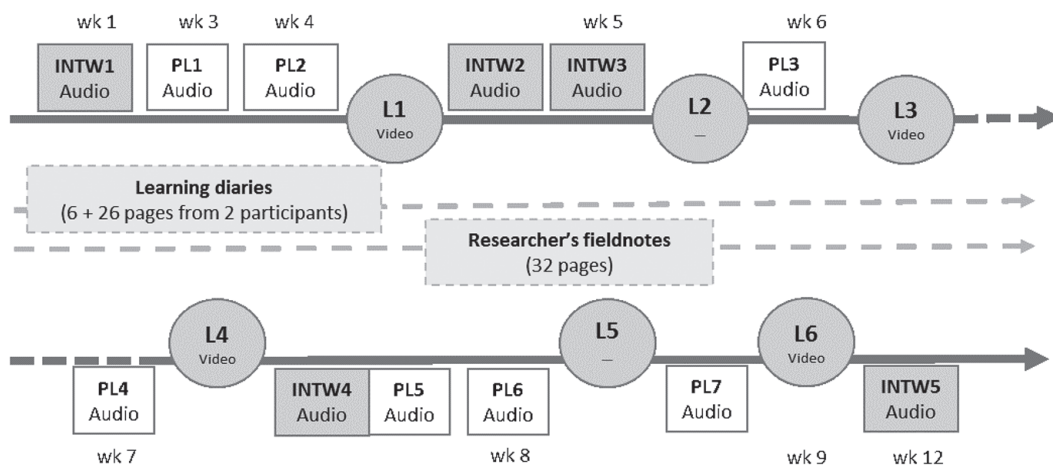 wk 1 wk 3 wk 4 wk 5 wk 6
INTW1 PL1 PL2 INTW2 INTW3 PL3
Audio Audio Audio Audio Audio Audio
L1 L2 L3
Video — Video
Learning diaries
(6 + 26 pages from 2 participants)
Researcher's fieldnotes
(32 pages)
L4 L5 L6
Video — Video
PL4 INTW4 PL5 PL6 PL7 INTW5
Audio Audio Audio Audio Audio Audio
wk 7 wk 8 wk 9 wk 12